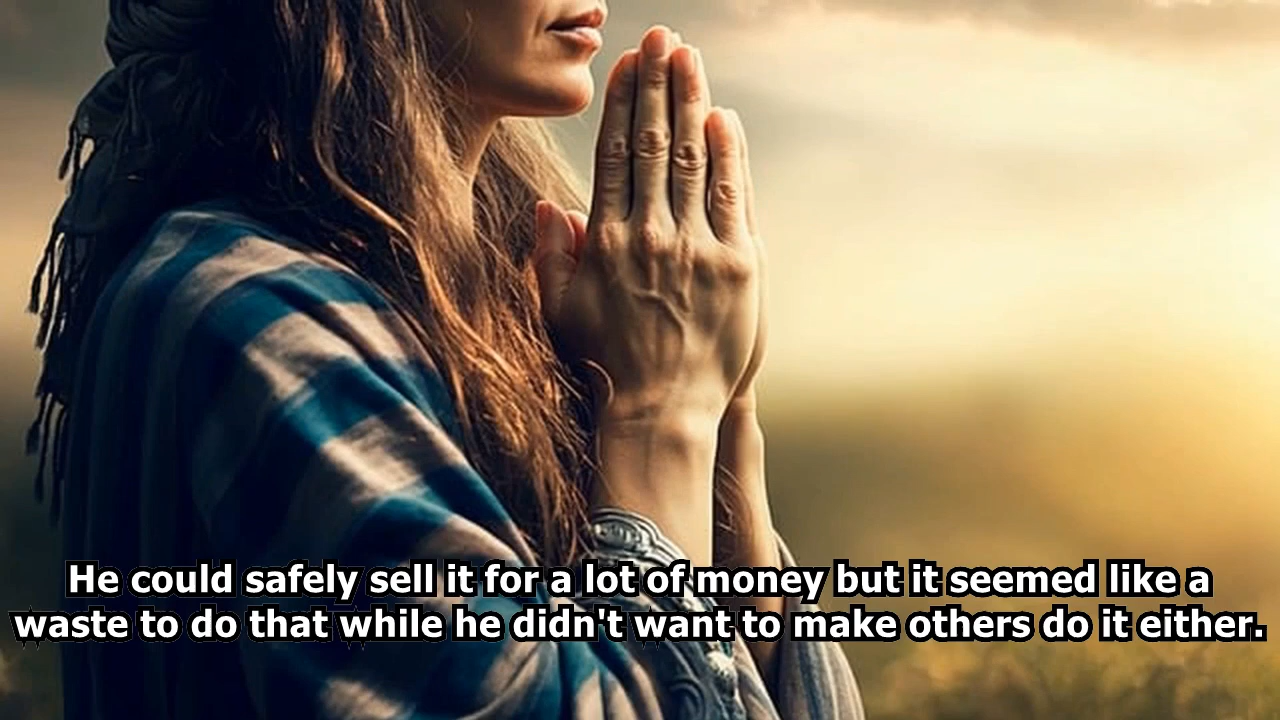 He could safely sell it for a lot of money but it seemed like a
waste to do that while he didn't want to make others do it either.